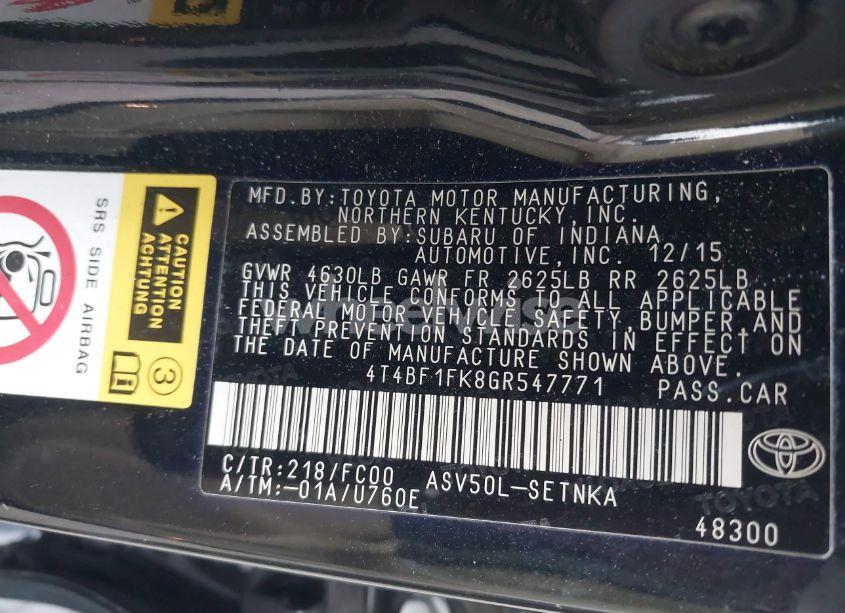 MFD.BY:TOYOTA MOTOR MANUFACTURING,
NORTHERN KENTUCKY,INC.
ASSEMBLED BY:SUBARU OF INDIANA
AUTOMOTIVE,INC. 12/15
GVWR 4630LB GAWR FR 2625LB RR 2625LB
THIS VEHICLE CONFORMS TO ALL APPLICABLE
FEDERAL MOTOR VEHICLE SAFETY,BUMPER,AND
THEFT PREVENTION STANDARDS IN EFFECT ON
THE DATE OF MANUFACTURE SHOWN ABOVE.
4T4BF1FK8GR547771 PASS.CAR
C/TR:218/FC00 ASV50L-SETNKA
A/TM:-01A/U760E
48300
SRS SIDE AIRBAG
CAUTION
ATTENTION
ACHTUNG
3